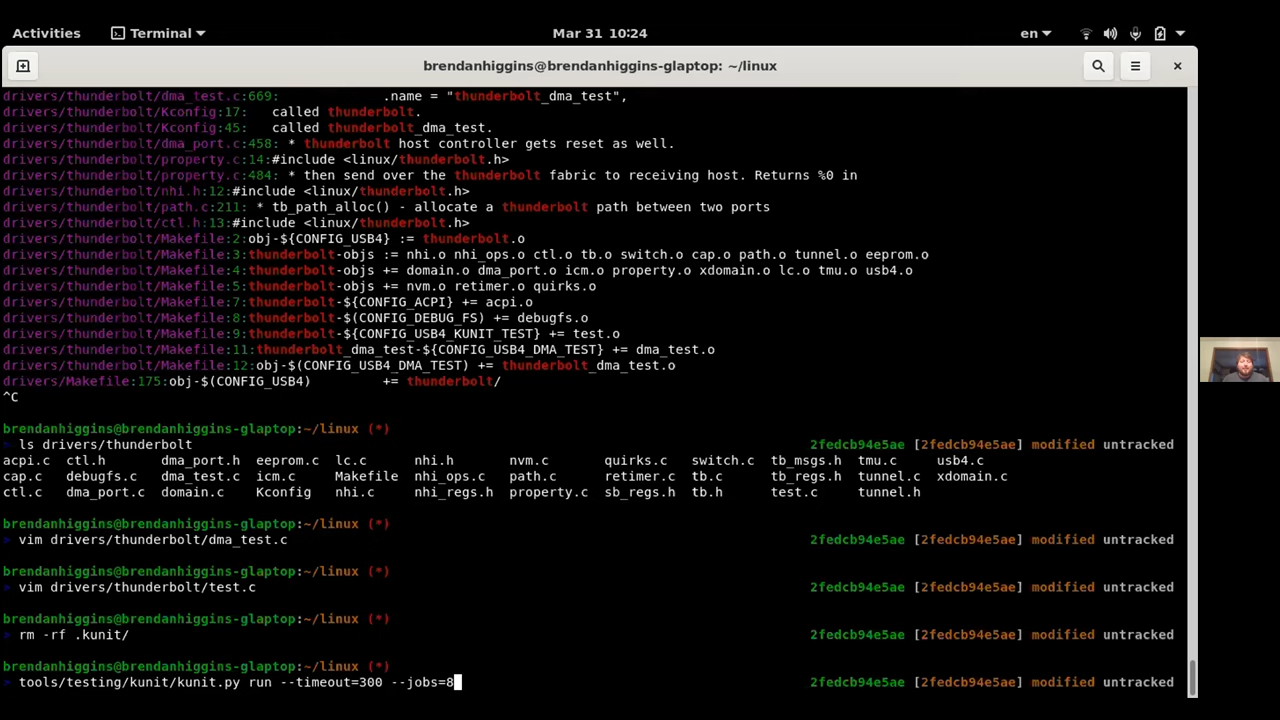 Activities Terminal Mar 31 10:24 en
brendanhiggins@brendanhiggins-glaptop: ~/linux
drivers/thunderbolt/dma_test.c:669: .name = "thunderbolt_dma_test",
drivers/thunderbolt/Kconfig:17: called thunderbolt.
drivers/thunderbolt/Kconfig:45: called thunderbolt_dma_test.
drivers/thunderbolt/dma_port.c:458: * thunderbolt host controller gets reset as well.
drivers/thunderbolt/property.c:14:#include <linux/thunderbolt.h>
drivers/thunderbolt/property.c:484: * then send over the thunderbolt fabric to receiving host. Returns %0 in
drivers/thunderbolt/nhi.h:12:#include <linux/thunderbolt.h>
drivers/thunderbolt/path.c:211: * tb_path_alloc() - allocate a thunderbolt path between two ports
drivers/thunderbolt/ctl.h:13:#include <linux/thunderbolt.h>
drivers/thunderbolt/Makefile:2:obj-${CONFIG_USB4} := thunderbolt.o
drivers/thunderbolt/Makefile:3:thunderbolt-objs := nhi.o nhi_ops.o ctl.o tb.o switch.o cap.o path.o tunnel.o eeprom.o
drivers/thunderbolt/Makefile:4:thunderbolt-objs += domain.o dma_port.o icm.o property.o xdomain.o lc.o tmu.o usb4.o
drivers/thunderbolt/Makefile:5:thunderbolt-objs += nvm.o retimer.o quirks.o
drivers/thunderbolt/Makefile:7:thunderbolt-${CONFIG_ACPI} += acpi.o
drivers/thunderbolt/Makefile:8:thunderbolt-$(CONFIG_DEBUG_FS) += debugfs.o
drivers/thunderbolt/Makefile:9:thunderbolt-${CONFIG_USB4_KUNIT_TEST} += test.o
drivers/thunderbolt/Makefile:11:thunderbolt_dma_test-${CONFIG_USB4_DMA_TEST} += dma_test.o
drivers/thunderbolt/Makefile:12:obj-$(CONFIG_USB4_DMA_TEST) += thunderbolt_dma_test.o
drivers/Makefile:175:obj-$(CONFIG_USB4) += thunderbolt/
^C
brendanhiggins@brendanhiggins-glaptop:~/linux (*)
ls drivers/thunderbolt 2fedcb94e5ae [2fedcb94e5ae] modified untracked
acpi.c ctl.h dma_port.h eeprom.c lc.c nhi.h nvm.c quirks.c switch.c tb_msgs.h tmu.c usb4.c
cap.c debugfs.c dma_test.c icm.c Makefile nhi_ops.c path.c retimer.c tb.c tb_regs.h tunnel.c xdomain.c
ctl.c dma_port.c domain.c Kconfig nhi.c nhi_regs.h property.c sb_regs.h tb.h test.c tunnel.h
brendanhiggins@brendanhiggins-glaptop:~/linux (*)
vim drivers/thunderbolt/dma_test.c 2fedcb94e5ae [2fedcb94e5ae] modified untracked
brendanhiggins@brendanhiggins-glaptop:~/linux (*)
vim drivers/thunderbolt/test.c 2fedcb94e5ae [2fedcb94e5ae] modified untracked
brendanhiggins@brendanhiggins-glaptop:~/linux (*)
rm -rf .kunit/ 2fedcb94e5ae [2fedcb94e5ae] modified untracked
brendanhiggins@brendanhiggins-glaptop:~/linux (*)
tools/testing/kunit/kunit.py run --timeout=300 --jobs=8 2fedcb94e5ae [2fedcb94e5ae] modified untracked